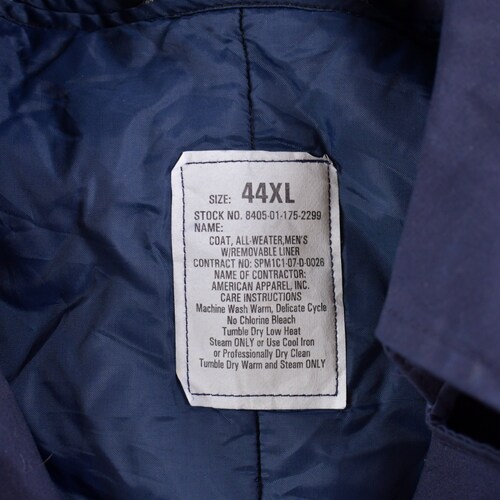 SIZE: 44XL
STOCK NO. 8405-01-175-2299
NAME:
COAT, ALL-WEATER,MEN'S
W/REMOVABLE LINER
CONTRACT NO: SPM1C1-07-D-0026
NAME OF CONTRACTOR:
AMERICAN APPAREL, INC.
CARE INSTRUCTIONS
Machine Wash Warm, Delicate Cycle
No Chlorine Bleach
Tumble Dry Low Heat
Steam ONLY or Use Cool Iron
or Professionally Dry Clean
Tumble Dry Warm and Steam ONLY